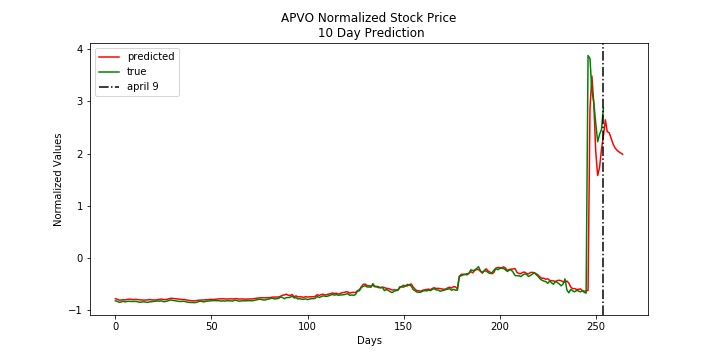 APVO Normalized Stock Price
10 Day Prediction
predicted
true
april 9
Normalized Values
4
3
2
1
0
−1
0
50
100
150
200
250
Days